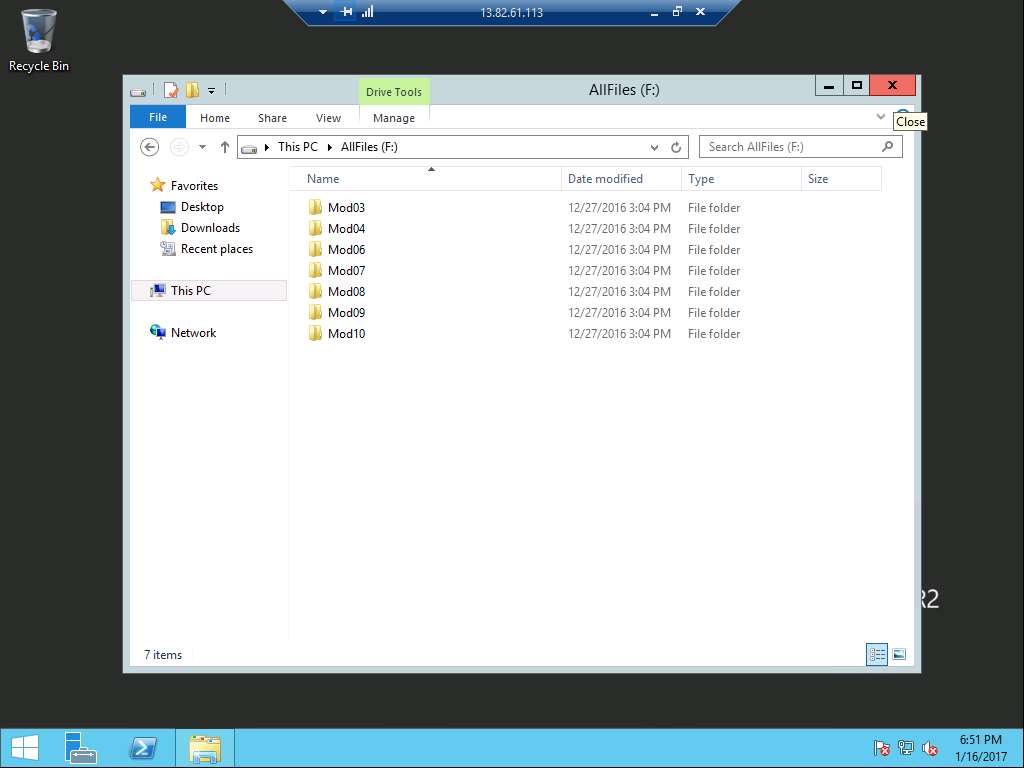 13.82.61.113
Recycle Bin
Drive Tools
AllFiles (F:)
File Home Share View Manage
Close
This PC AllFiles (F:)
Search AllFiles (F:)
Favorites
Desktop
Downloads
Recent places
This PC
Network
Name Date modified Type Size
Mod03 12/27/2016 3:04 PM File folder
Mod04 12/27/2016 3:04 PM File folder
Mod06 12/27/2016 3:04 PM File folder
Mod07 12/27/2016 3:04 PM File folder
Mod08 12/27/2016 3:04 PM File folder
Mod09 12/27/2016 3:04 PM File folder
Mod10 12/27/2016 3:04 PM File folder
R2
7 items
6:51 PM
1/16/2017